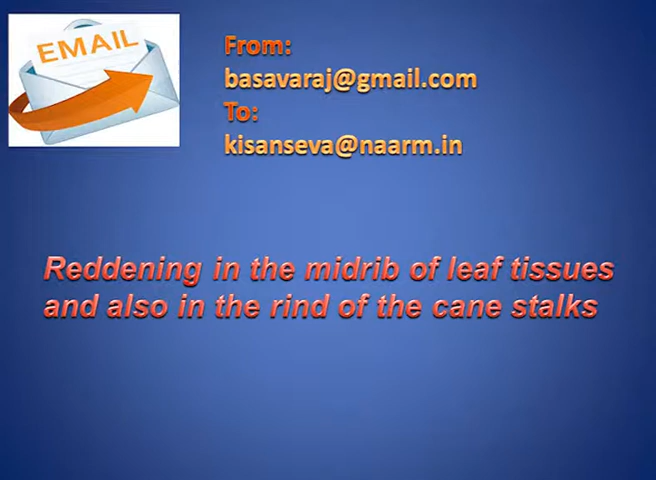 EMAIL
From:
basavaraj@gmail.com
To:
kisanseva@naarm.in
Reddening in the midrib of leaf tissues
and also in the rind of the cane stalks